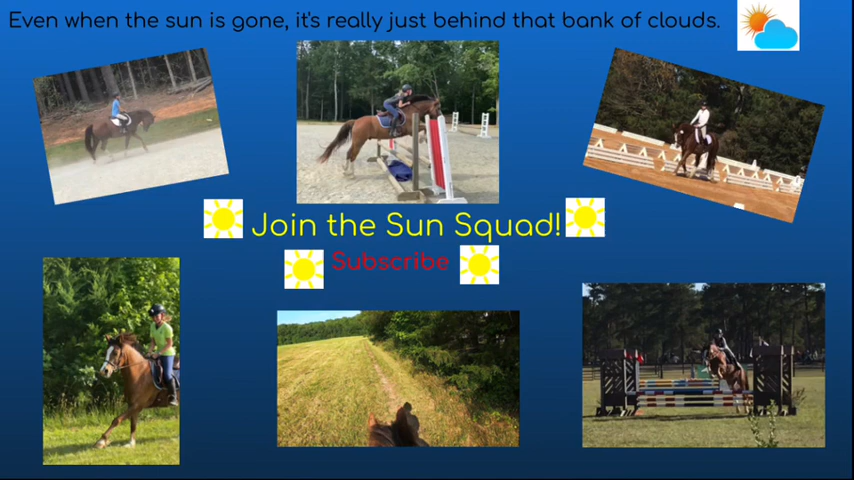 Even when the sun is gone, it's really just behind that bank of clouds.
Join the Sun Squad!
Subscribe